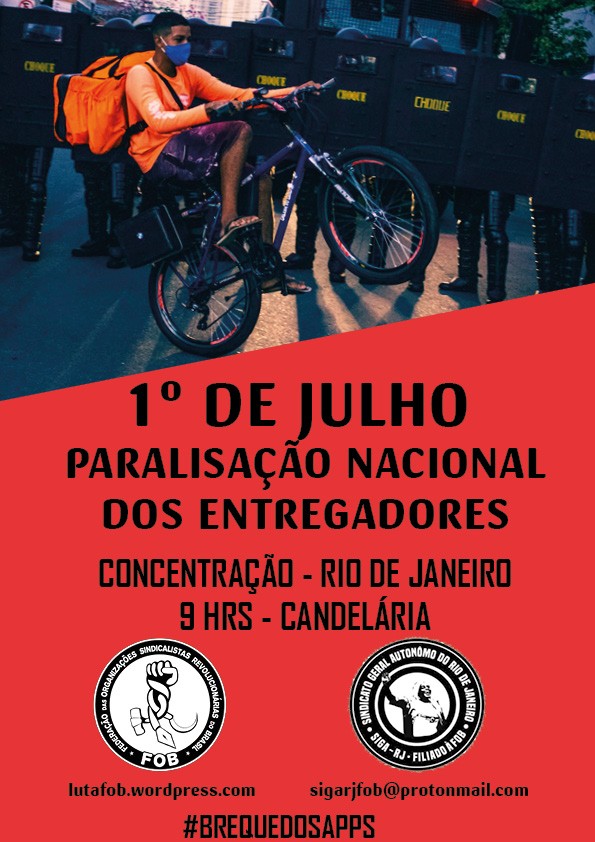 CHOQUE
CHOQUE
CHOQUE
CHOQUE
CHOQUE
CHOQUE
1º DE JULHO
PARALISAÇÃO NACIONAL
DOS ENTREGADORES
CONCENTRAÇÃO - RIO DE JANEIRO
9 HRS - CANDELÁRIA
FEDERAÇÃO DAS ORGANIZAÇÕES SINDICALISTAS REVOLUCIONÁRIAS DO BRASIL
FOB
SINDICATO GERAL AUTONÔMO DO RIO DE JANEIRO
SIGA - RJ - FILIADO À FOB
lutafob.wordpress.com
sigarjfob@protonmail.com
#BREQUEDOSAPPS